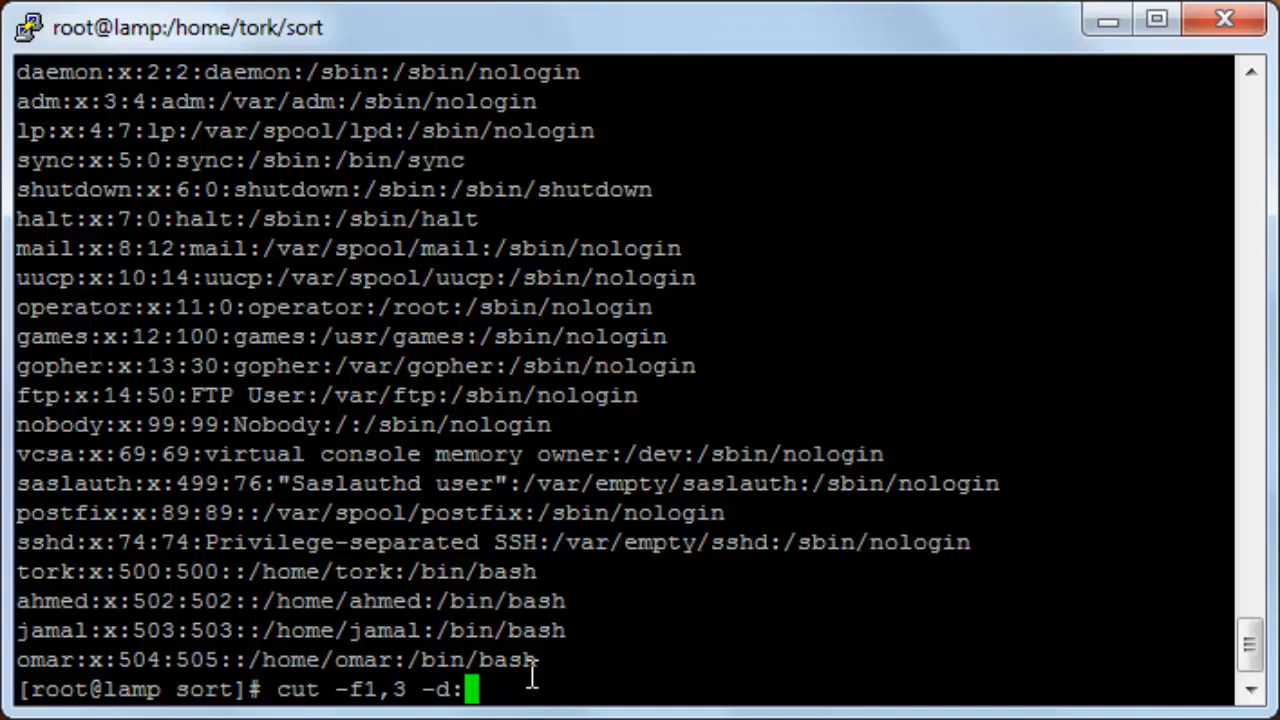 root@lamp:/home/tork/sort
daemon:x:2:2:daemon:/sbin:/sbin/nologin
adm:x:3:4:adm:/var/adm:/sbin/nologin
lp:x:4:7:lp:/var/spool/lpd:/sbin/nologin
sync:x:5:0:sync:/sbin:/bin/sync
shutdown:x:6:0:shutdown:/sbin:/sbin/shutdown
halt:x:7:0:halt:/sbin:/sbin/halt
mail:x:8:12:mail:/var/spool/mail:/sbin/nologin
uucp:x:10:14:uucp:/var/spool/uucp:/sbin/nologin
operator:x:11:0:operator:/root:/sbin/nologin
games:x:12:100:games:/usr/games:/sbin/nologin
gopher:x:13:30:gopher:/var/gopher:/sbin/nologin
ftp:x:14:50:FTP User:/var/ftp:/sbin/nologin
nobody:x:99:99:Nobody:/:/sbin/nologin
vcsa:x:69:69:virtual console memory owner:/dev:/sbin/nologin
saslauth:x:499:76:"Saslauthd user":/var/empty/saslauth:/sbin/nologin
postfix:x:89:89::/var/spool/postfix:/sbin/nologin
sshd:x:74:74:Privilege-separated SSH:/var/empty/sshd:/sbin/nologin
tork:x:500:500::/home/tork:/bin/bash
ahmed:x:502:502::/home/ahmed:/bin/bash
jamal:x:503:503::/home/jamal:/bin/bash
omar:x:504:505::/home/omar:/bin/bash
[root@lamp sort]# cut -f1,3 -d: